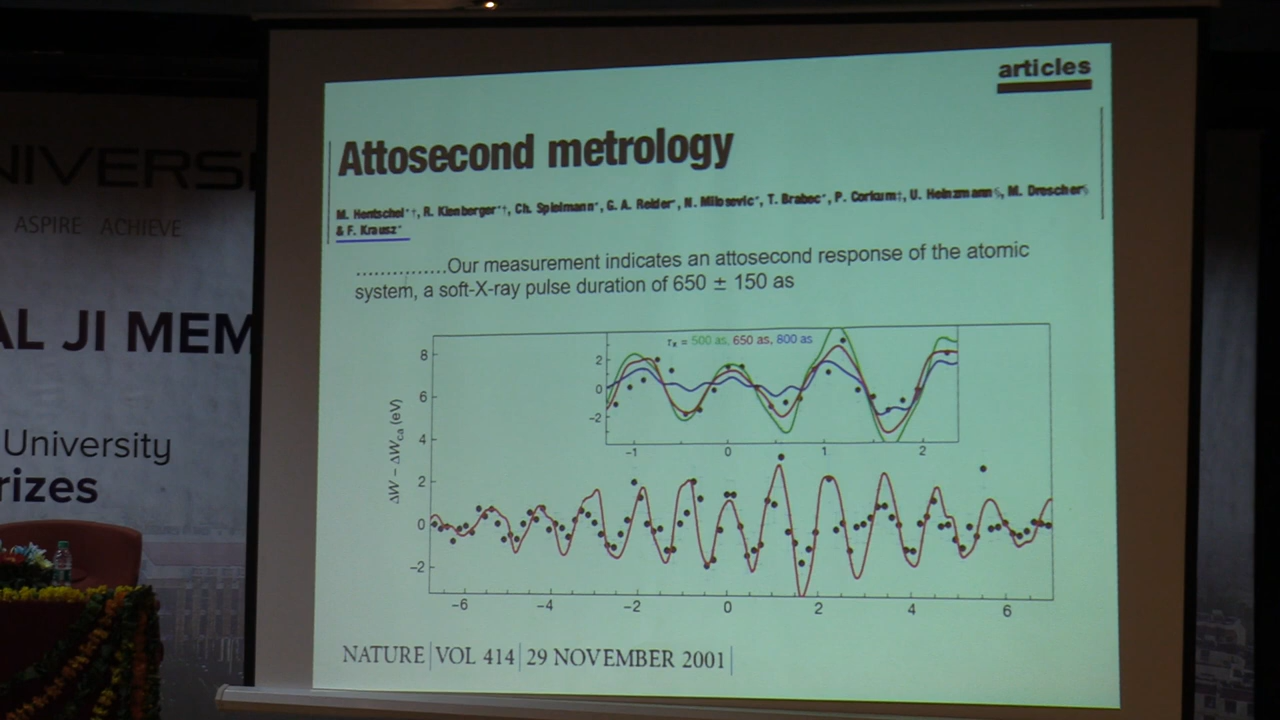 NIVERSI
ASPIRE ACHIEVE
AL JI MEM
University
rizes
articles
Attosecond metrology
M. Hentschel*†, R. Kienberger*†, Ch. Spielmann*, G. A. Reider*, N. Milosevic*, T. Brabec*, P. Corkum‡, U. Heinzmann§, M. Drescher§
& F. Krausz*
...............Our measurement indicates an attosecond response of the atomic
system, a soft-X-ray pulse duration of 650 ± 150 as
τx = 500 as, 650 as, 800 as
2
0
−2
−1 0 1 2
ΔW − ΔWca (eV)
8
6
4
2
0
−2
−6 −4 −2 0 2 4 6
NATURE|VOL 414|29 NOVEMBER 2001|